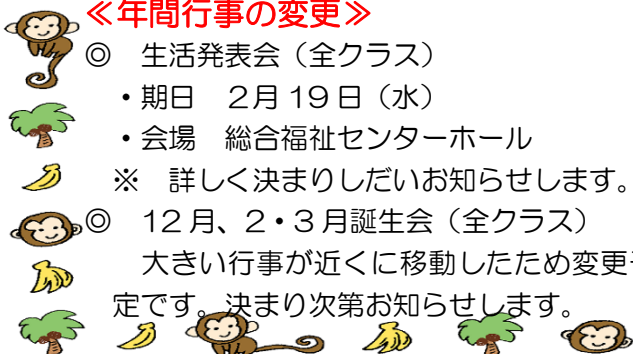 ≪年間行事の変更≫
◎　生活発表会（全クラス）
・期日　2月19日（水）
・会場　総合福祉センターホール
※　詳しく決まりしだいお知らせします。
◎　12月、2・3月誕生会（全クラス）
大きい行事が近くに移動したため変更予
定です。決まり次第お知らせします。